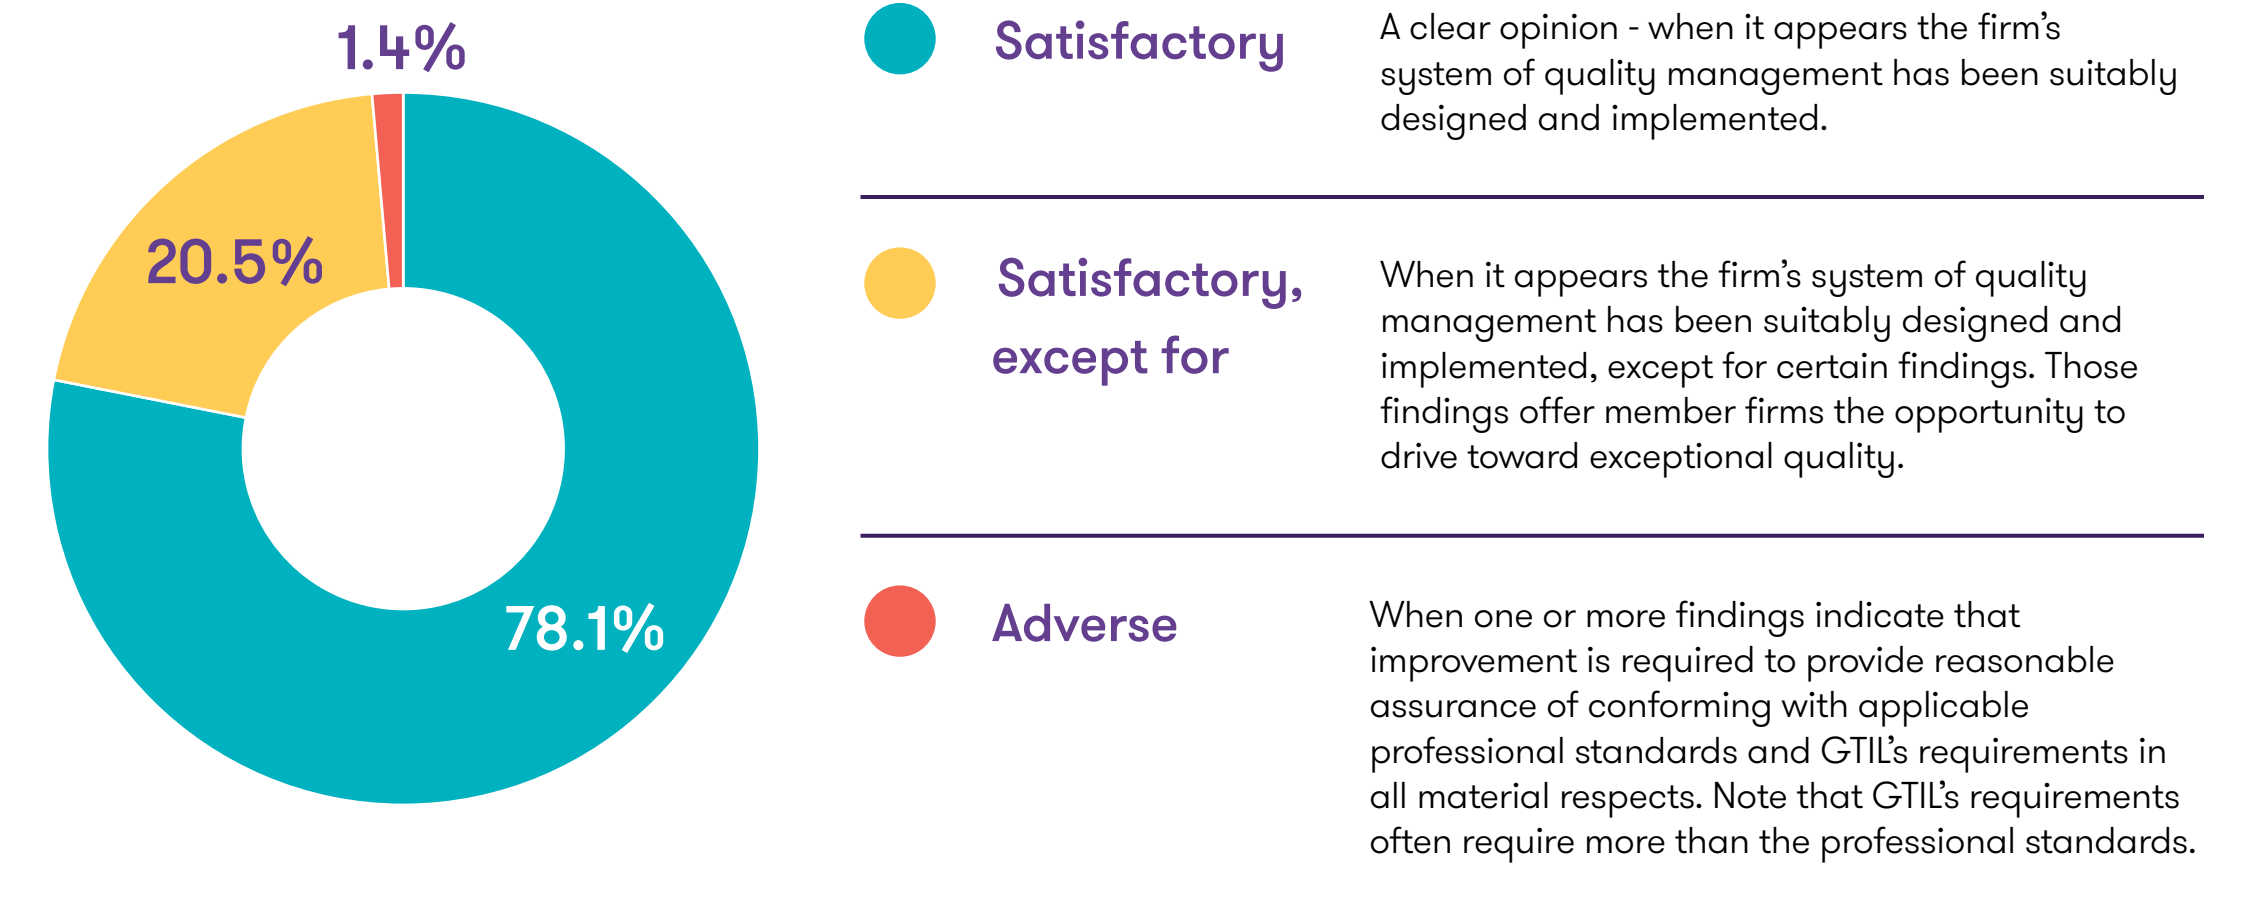 1.4%
20.5%
78.1%
Satisfactory
A clear opinion - when it appears the firm’s
system of quality management has been suitably
designed and implemented.
Satisfactory,
except for
When it appears the firm’s system of quality
management has been suitably designed and
implemented, except for certain findings. Those
findings offer member firms the opportunity to
drive toward exceptional quality.
Adverse
When one or more findings indicate that
improvement is required to provide reasonable
assurance of conforming with applicable
professional standards and GTIL’s requirements in
all material respects. Note that GTIL’s requirements
often require more than the professional standards.